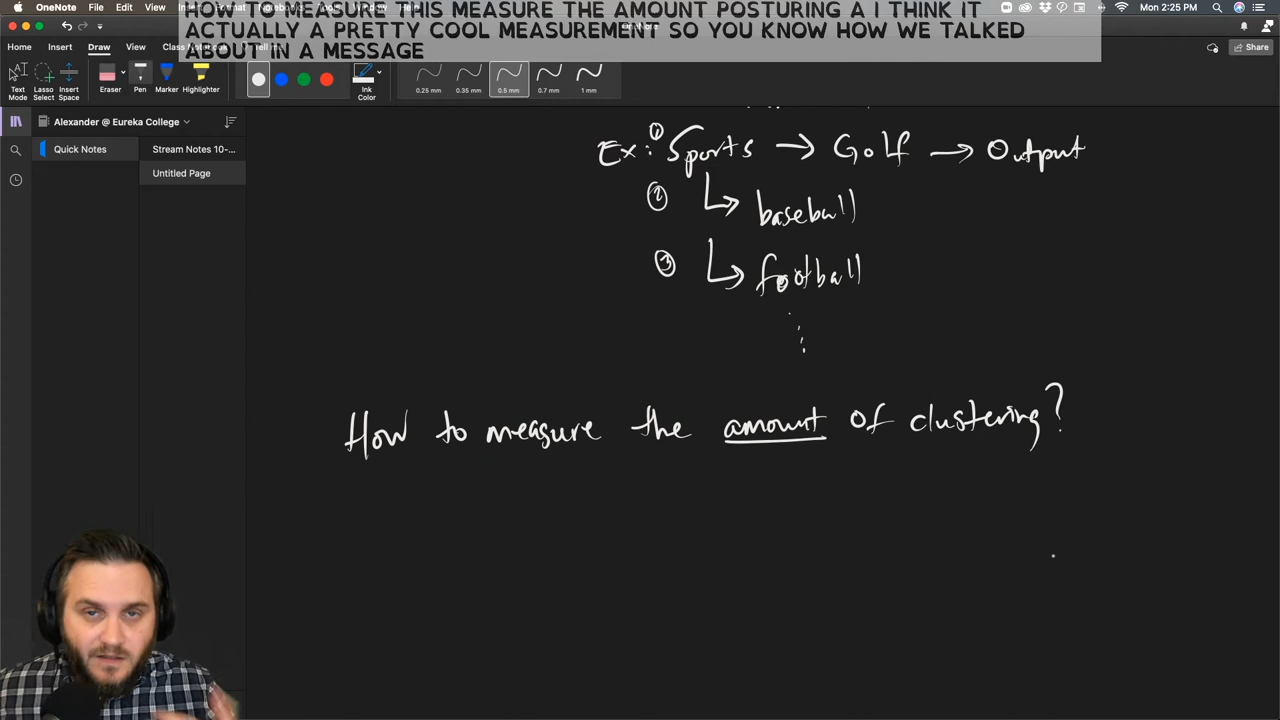 HOW TO MEASURE THIS MEASURE THE AMOUNT POSTURING A I THINK IT
ACTUALLY A PRETTY COOL MEASUREMENT SO YOU KNOW HOW WE TALKED
ABOUT IN A MESSAGE
OneNote File Edit View
Mon 2:25 PM
Home Insert Draw View Class Notebook
Share
Text Mode
Lasso Select
Insert Space
Eraser
Pen
Marker
Highlighter
Ink Color
0.25 mm
0.35 mm
0.5 mm
0.7 mm
1 mm
Alexander @ Eureka College
Quick Notes
Stream Notes 10-...
Untitled Page
Ex: ① Sports → Golf → Output
② baseball
③ football
How to measure the amount of clustering?